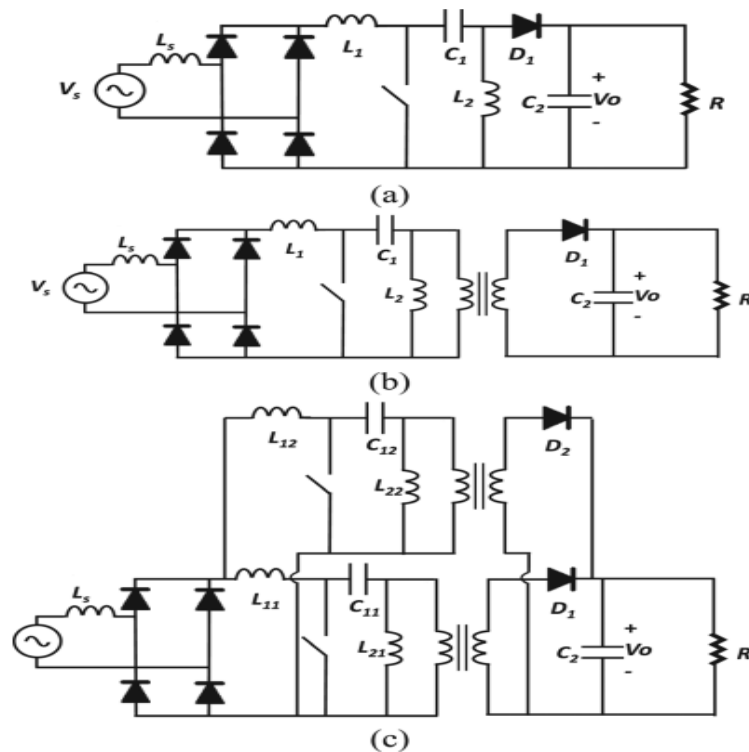 Ls L1 C1 D1
Vs L2 C2 + Vo - R
(a)
Ls L1 C1 D1
Vs L2 C2 + Vo - R
(b)
L12 C12 D2
L22
Ls L11 C11 D1
L21 C2 + Vo - R
(c)